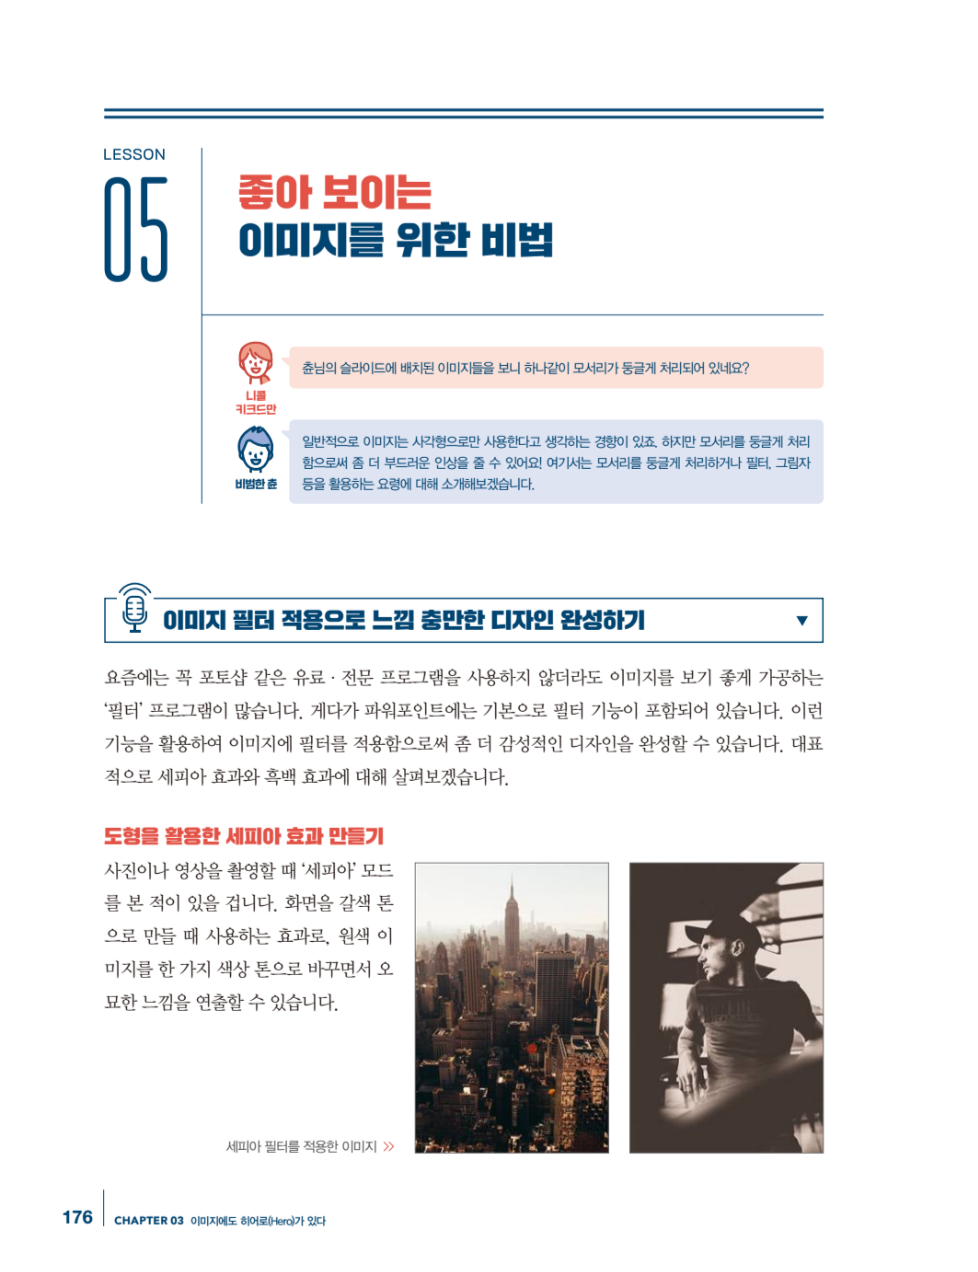 LESSON
05
좋아 보이는
이미지를 위한 비법
춘님의 슬라이드에 배치된 이미지들을 보니 하나같이 모서리가 둥글게 처리되어 있네요?
니콜
키크드만
일반적으로 이미지는 사각형으로만 사용한다고 생각하는 경향이 있죠. 하지만 모서리를 둥글게 처리
함으로써 좀 더 부드러운 인상을 줄 수 있어요! 여기서는 모서리를 둥글게 처리하거나 필터, 그림자
등을 활용하는 요령에 대해 소개해보겠습니다.
비범한 춘
이미지 필터 적용으로 느낌 충만한 디자인 완성하기 ▼
요즘에는 꼭 포토샵 같은 유료 · 전문 프로그램을 사용하지 않더라도 이미지를 보기 좋게 가공하는
‘필터’ 프로그램이 많습니다. 게다가 파워포인트에는 기본으로 필터 기능이 포함되어 있습니다. 이런
기능을 활용하여 이미지에 필터를 적용함으로써 좀 더 감성적인 디자인을 완성할 수 있습니다. 대표
적으로 세피아 효과와 흑백 효과에 대해 살펴보겠습니다.
도형을 활용한 세피아 효과 만들기
사진이나 영상을 촬영할 때 ‘세피아’ 모드
를 본 적이 있을 겁니다. 화면을 갈색 톤
으로 만들 때 사용하는 효과로, 원색 이
미지를 한 가지 색상 톤으로 바꾸면서 오
묘한 느낌을 연출할 수 있습니다.
세피아 필터를 적용한 이미지 »
176
CHAPTER 03 이미지에도 히어로(Hero)가 있다